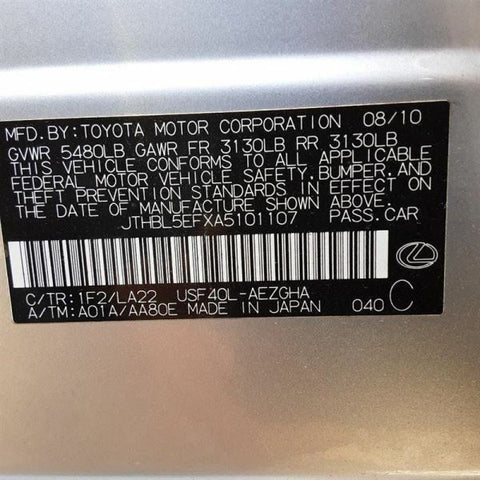 MFD.BY:TOYOTA MOTOR CORPORATION 08/10
GVWR 5480LB GAWR FR 3130LB RR 3130LB
THIS VEHICLE CONFORMS TO ALL APPLICABLE
FEDERAL MOTOR VEHICLE SAFETY,BUMPER,AND
THEFT PREVENTION STANDARDS IN EFFECT ON
THE DATE OF MANUFACTURE SHOWN ABOVE.
JTHBL5EFXA5101107 PASS.CAR
C/TR:1F2/LA22 USF40L-AEZGHA
A/TM:A01A/AA80E MADE IN JAPAN 040 C